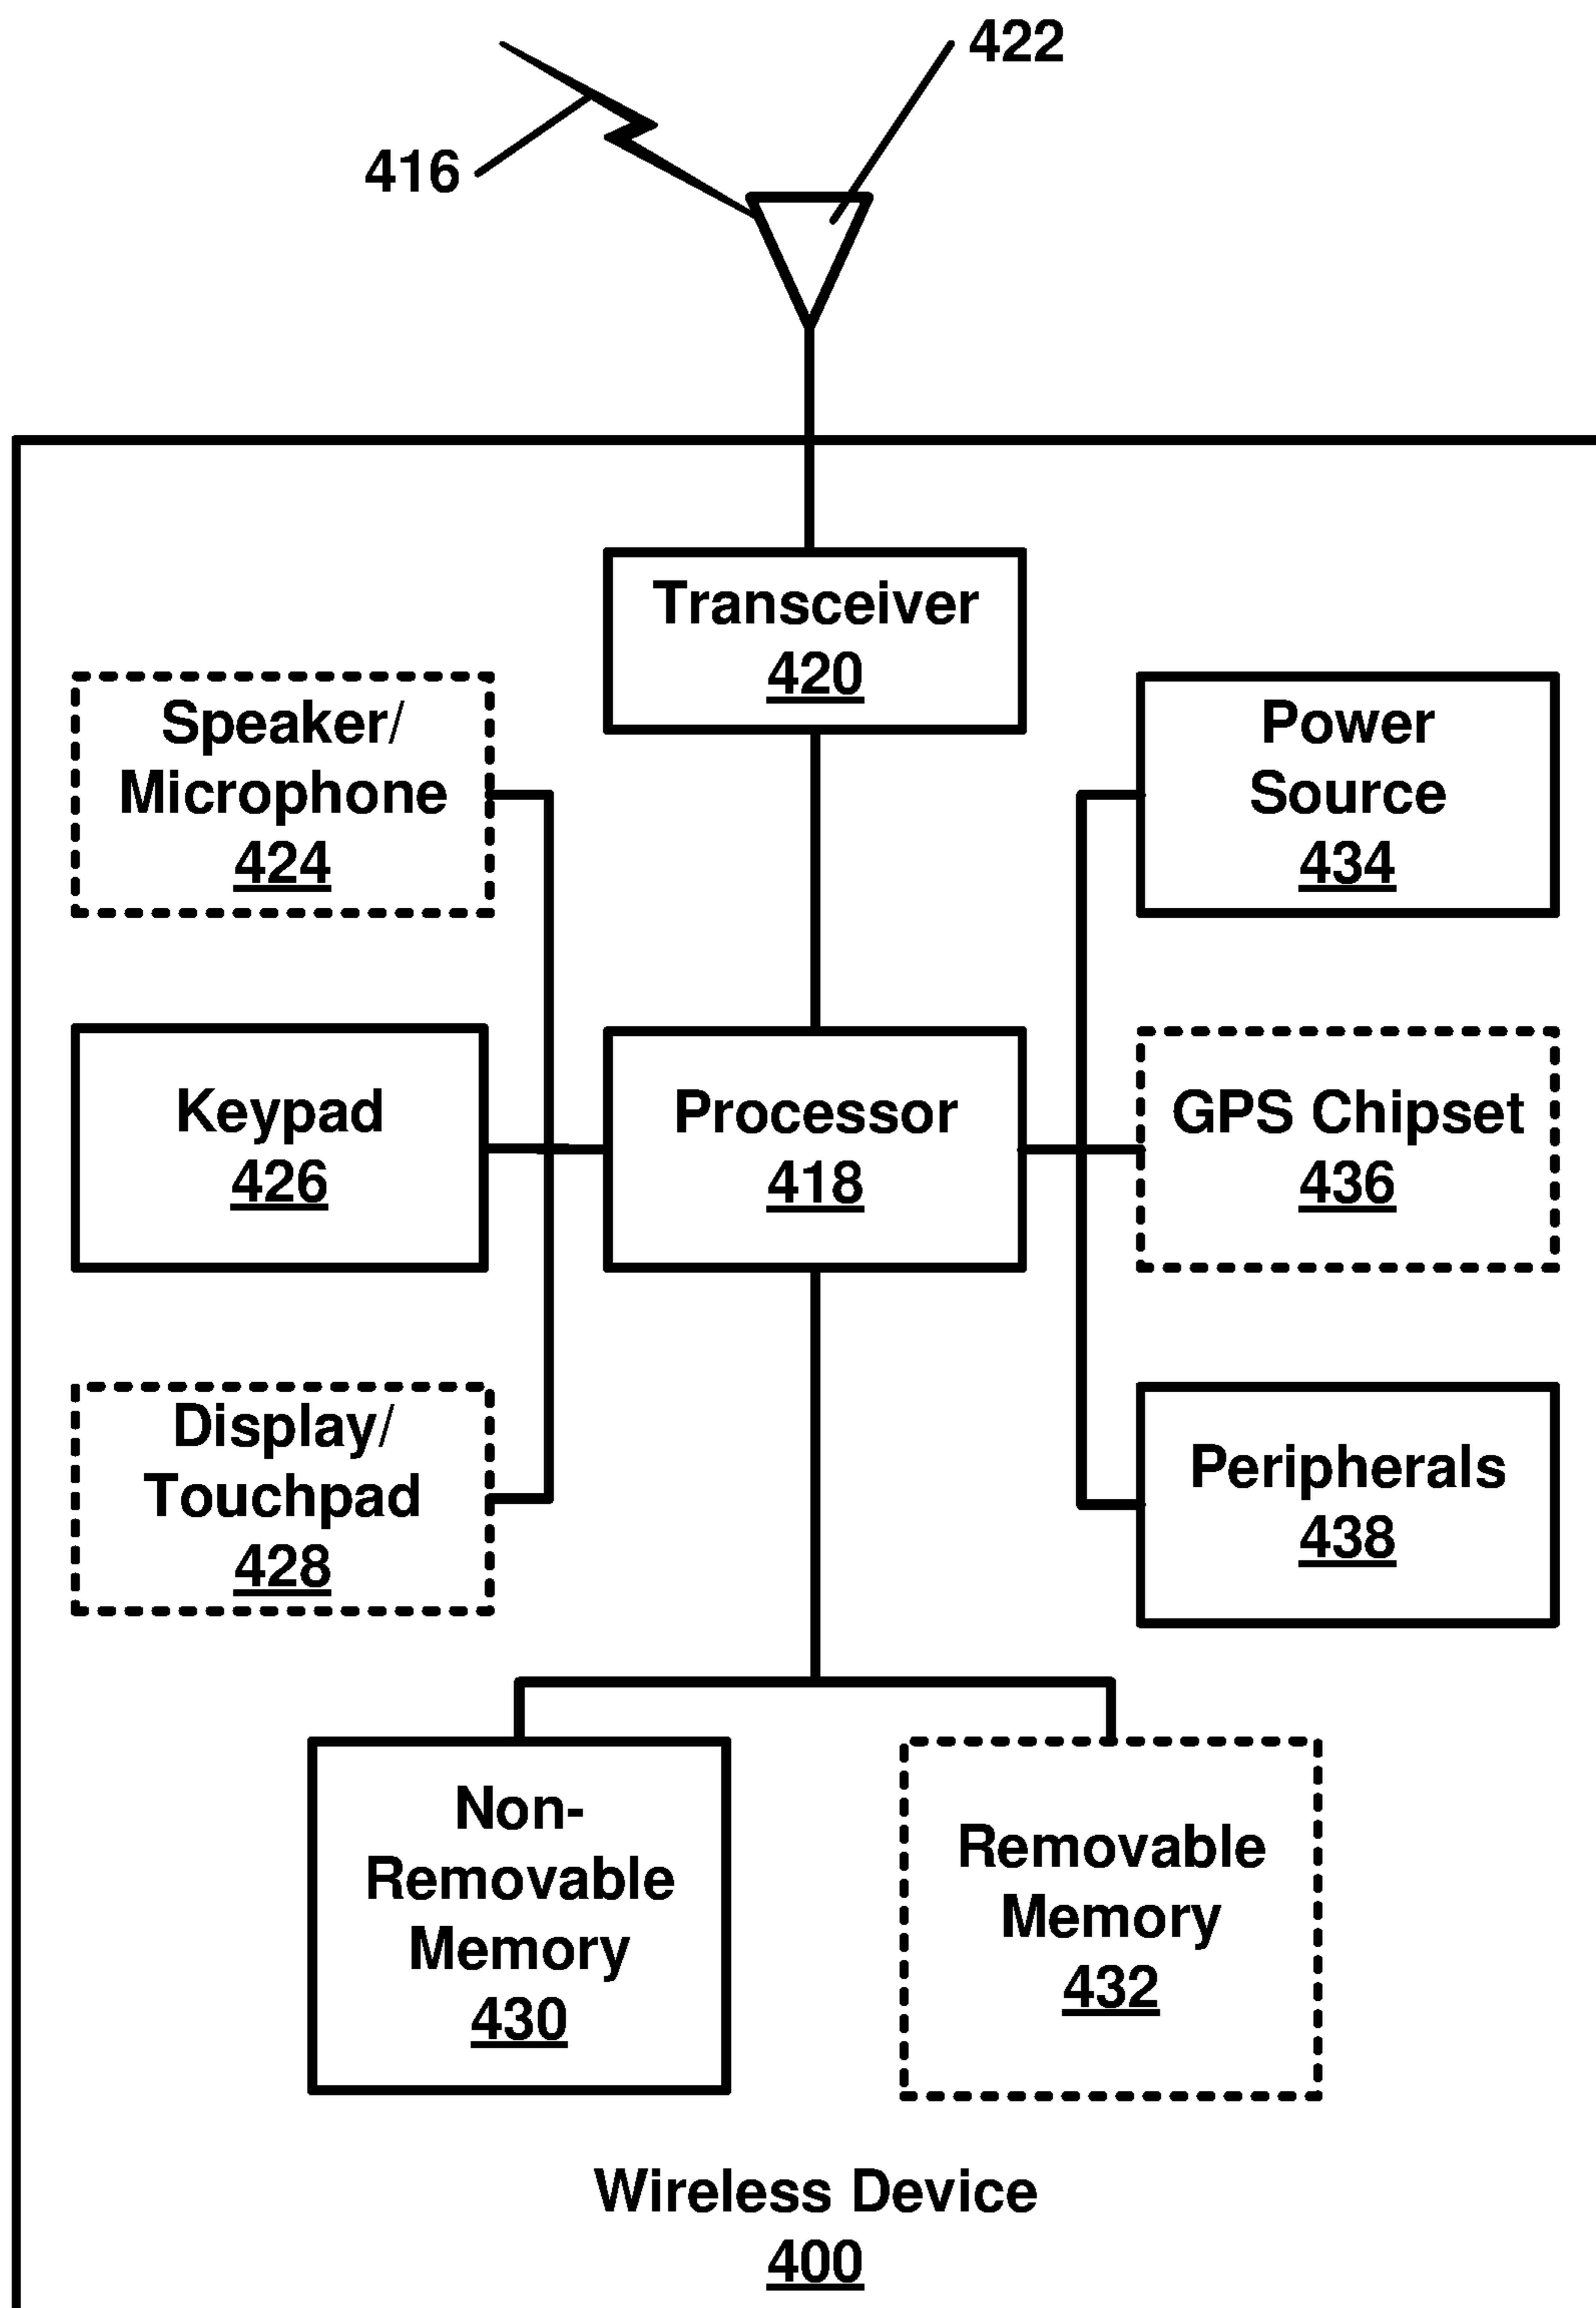 422
416
Transceiver
420
Speaker/
Microphone
424
Power
Source
434
Keypad
426
Processor
418
GPS Chipset
436
Display/
Touchpad
428
Peripherals
438
Non-
Removable
Memory
430
Removable
Memory
432
Wireless Device
400